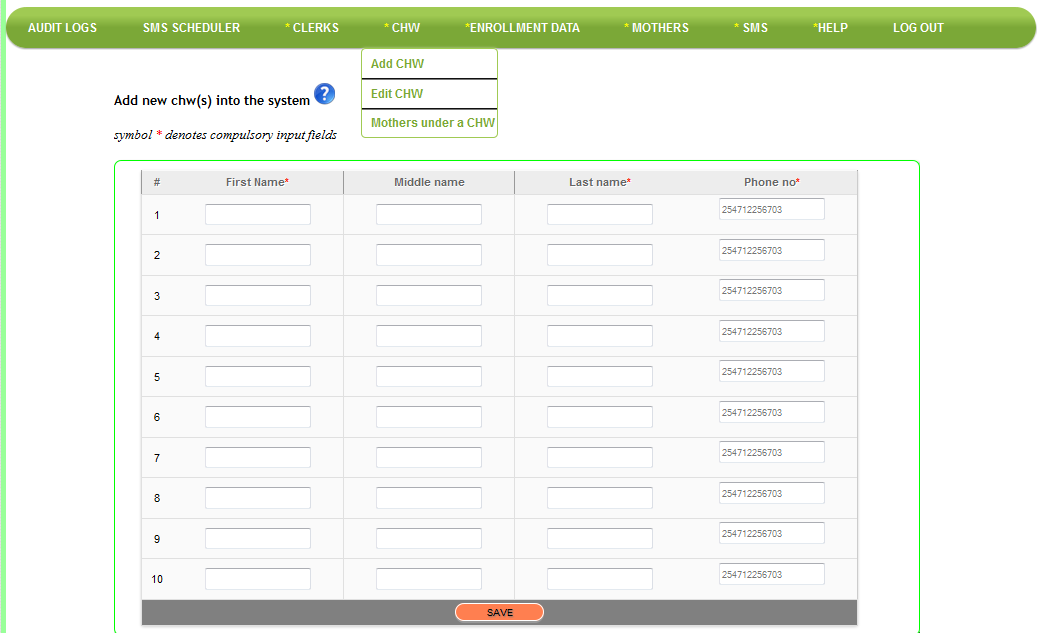 AUDIT LOGS SMS SCHEDULER * CLERKS * CHW *ENROLLMENT DATA * MOTHERS * SMS *HELP LOG OUT
Add CHW
Edit CHW
Mothers under a CHW
Add new chw(s) into the system ?
symbol * denotes compulsory input fields
# First Name* Middle name Last name* Phone no*
1 254712256703
2 254712256703
3 254712256703
4 254712256703
5 254712256703
6 254712256703
7 254712256703
8 254712256703
9 254712256703
10 254712256703
SAVE